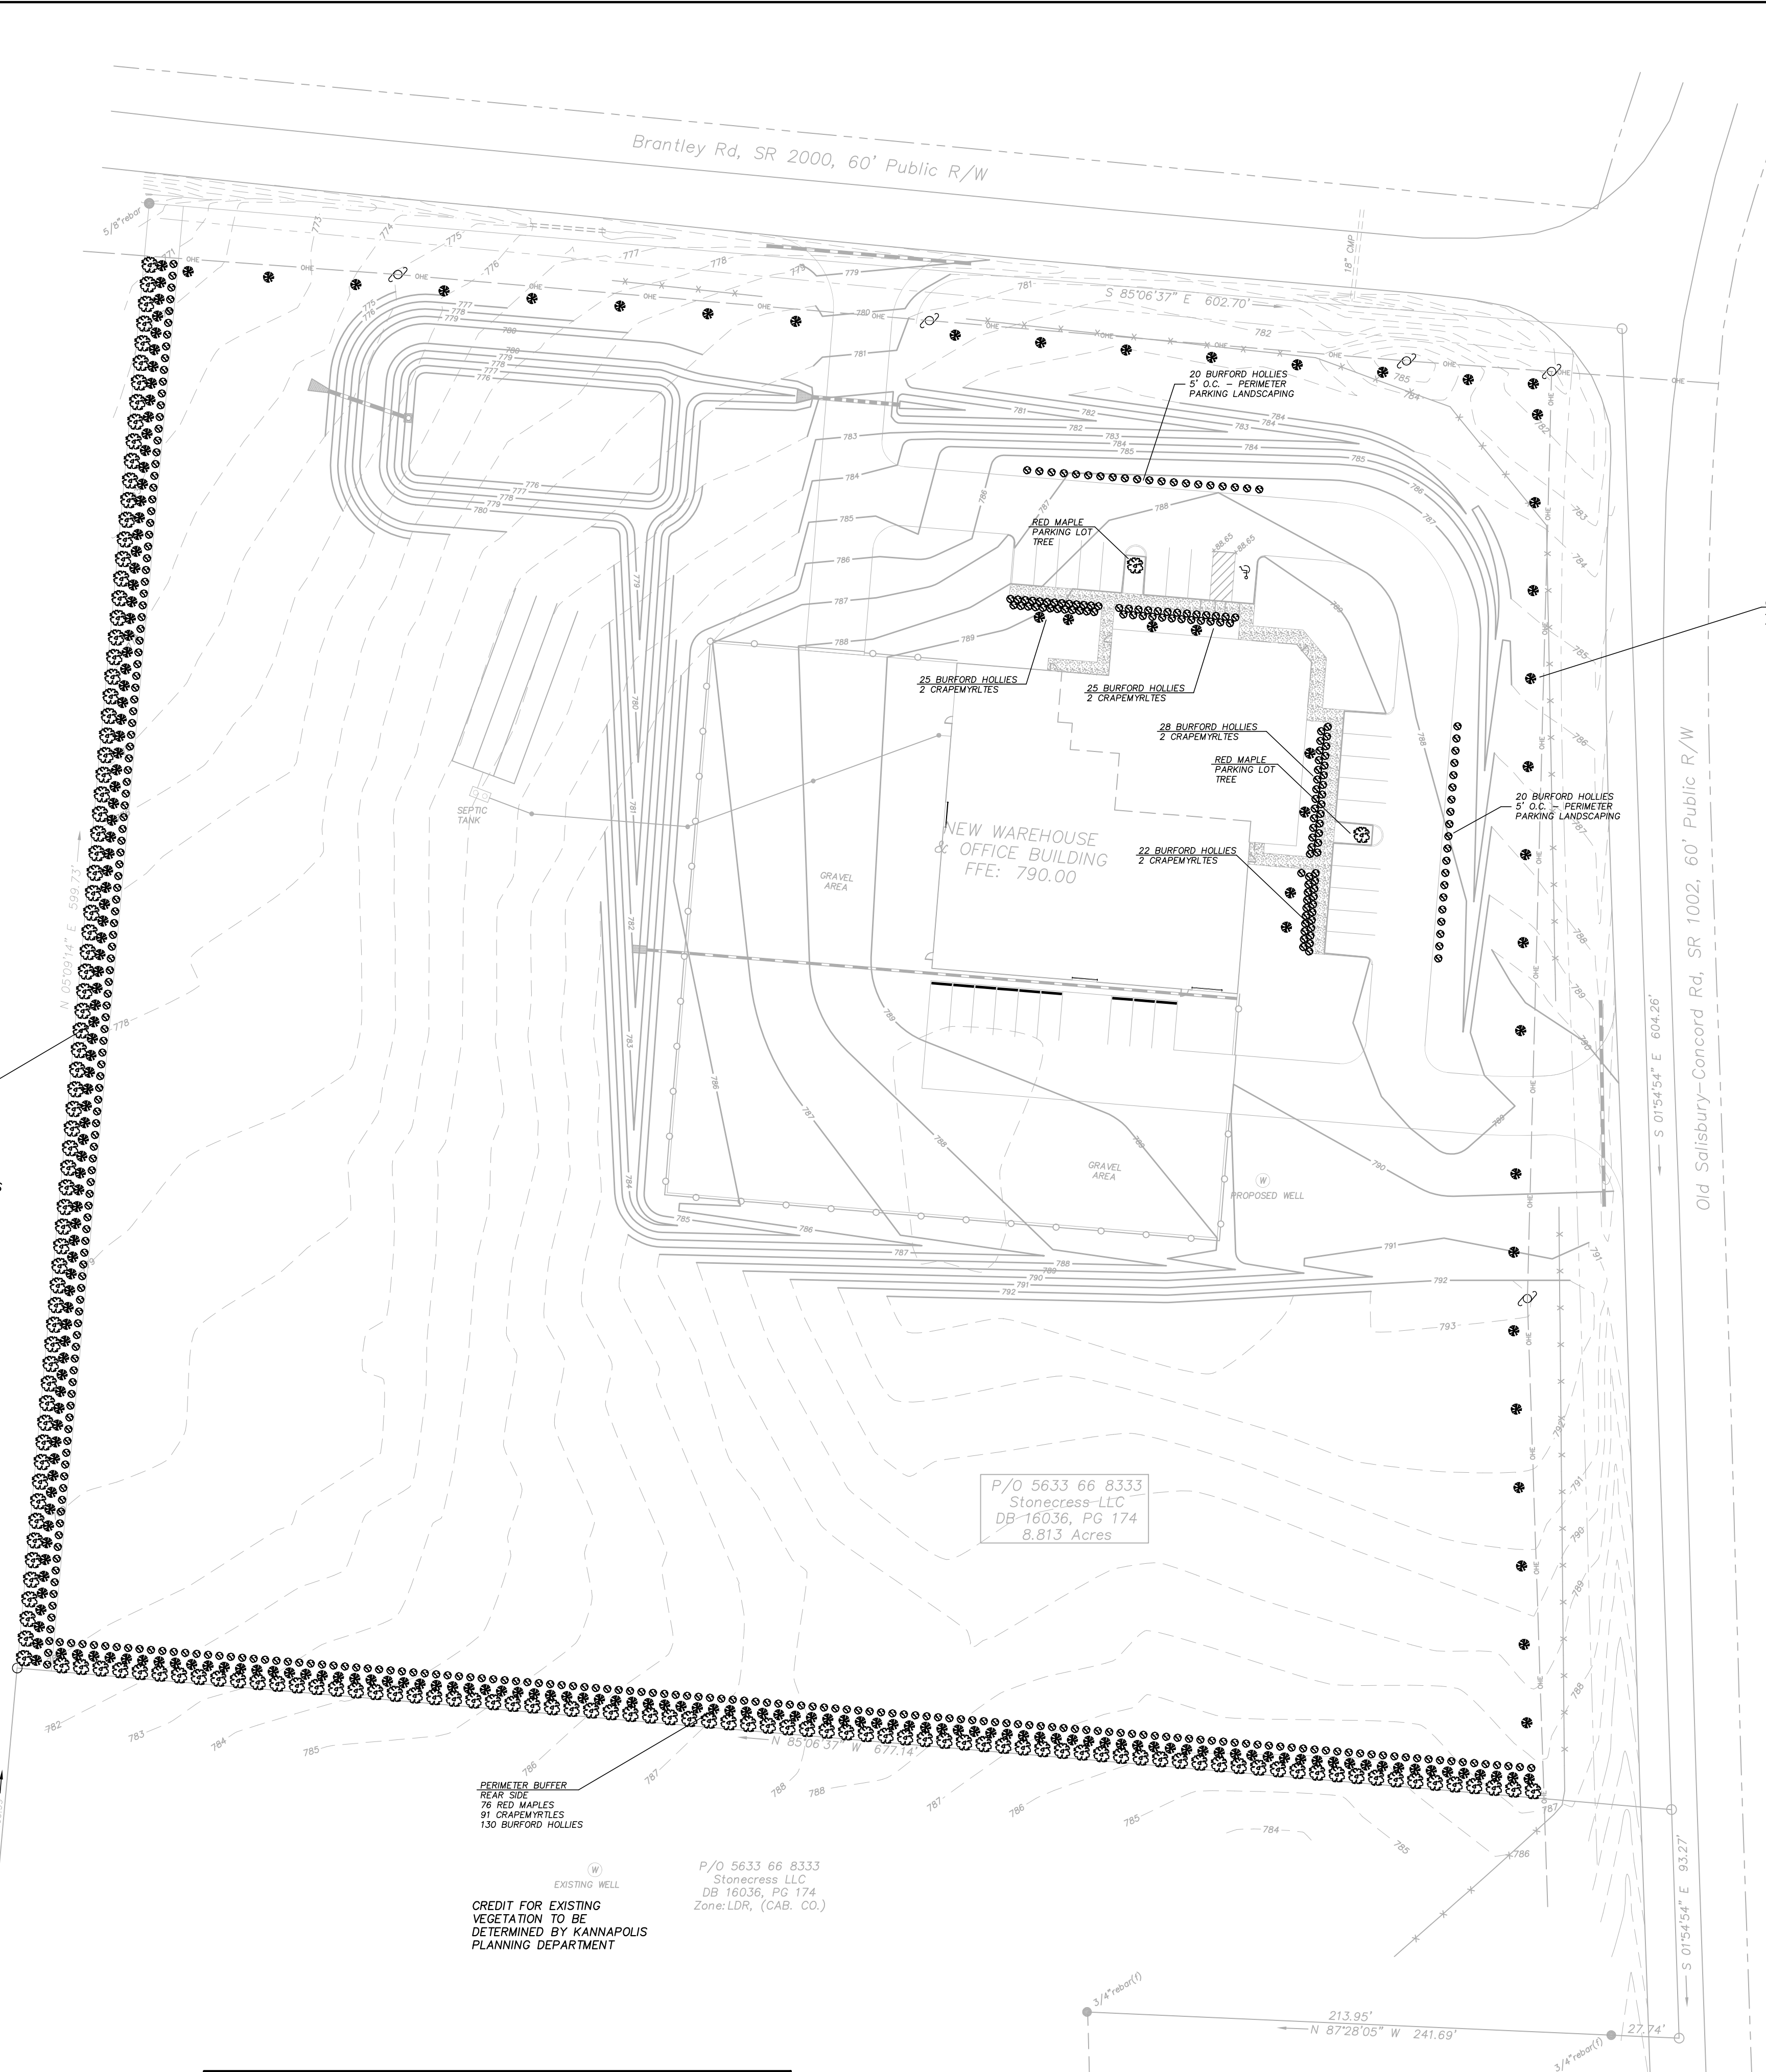 Brantley Rd, SR 2000, 60' Public R/W
5/8"rebar
18" CMP
S 85°06'37" E 602.70'
20 BURFORD HOLLIES
5' O.C. - PERIMETER
PARKING LANDSCAPING
RED MAPLE
PARKING LOT
TREE
88.65
88.65
25 BURFORD HOLLIES
2 CRAPEMYRLTES
25 BURFORD HOLLIES
2 CRAPEMYRLTES
28 BURFORD HOLLIES
2 CRAPEMYRLTES
RED MAPLE
PARKING LOT
TREE
20 BURFORD HOLLIES
5' O.C. - PERIMETER
PARKING LANDSCAPING
22 BURFORD HOLLIES
2 CRAPEMYRLTES
SEPTIC
TANK
NEW WAREHOUSE
& OFFICE BUILDING
FFE: 790.00
GRAVEL
AREA
N 05°09'14" E 599.73'
Old Salisbury-Concord Rd, SR 1002, 60' Public R/W
S 01°54'54" E 604.26'
GRAVEL
AREA
W
PROPOSED WELL
P/O 5633 66 8333
Stonecress LLC
DB 16036, PG 174
8.813 Acres
N 85°06'37" W 677.14'
PERIMETER BUFFER
REAR SIDE
76 RED MAPLES
91 CRAPEMYRTLES
130 BURFORD HOLLIES
W
EXISTING WELL
P/O 5633 66 8333
Stonecress LLC
DB 16036, PG 174
Zone: LDR, (CAB. CO.)
CREDIT FOR EXISTING
VEGETATION TO BE
DETERMINED BY KANNAPOLIS
PLANNING DEPARTMENT
S 01°54'54" E 93.27'
3/4"rebar(f)
213.95'
N 87°28'05" W 241.69'
27.74'
3/4"rebar(f)